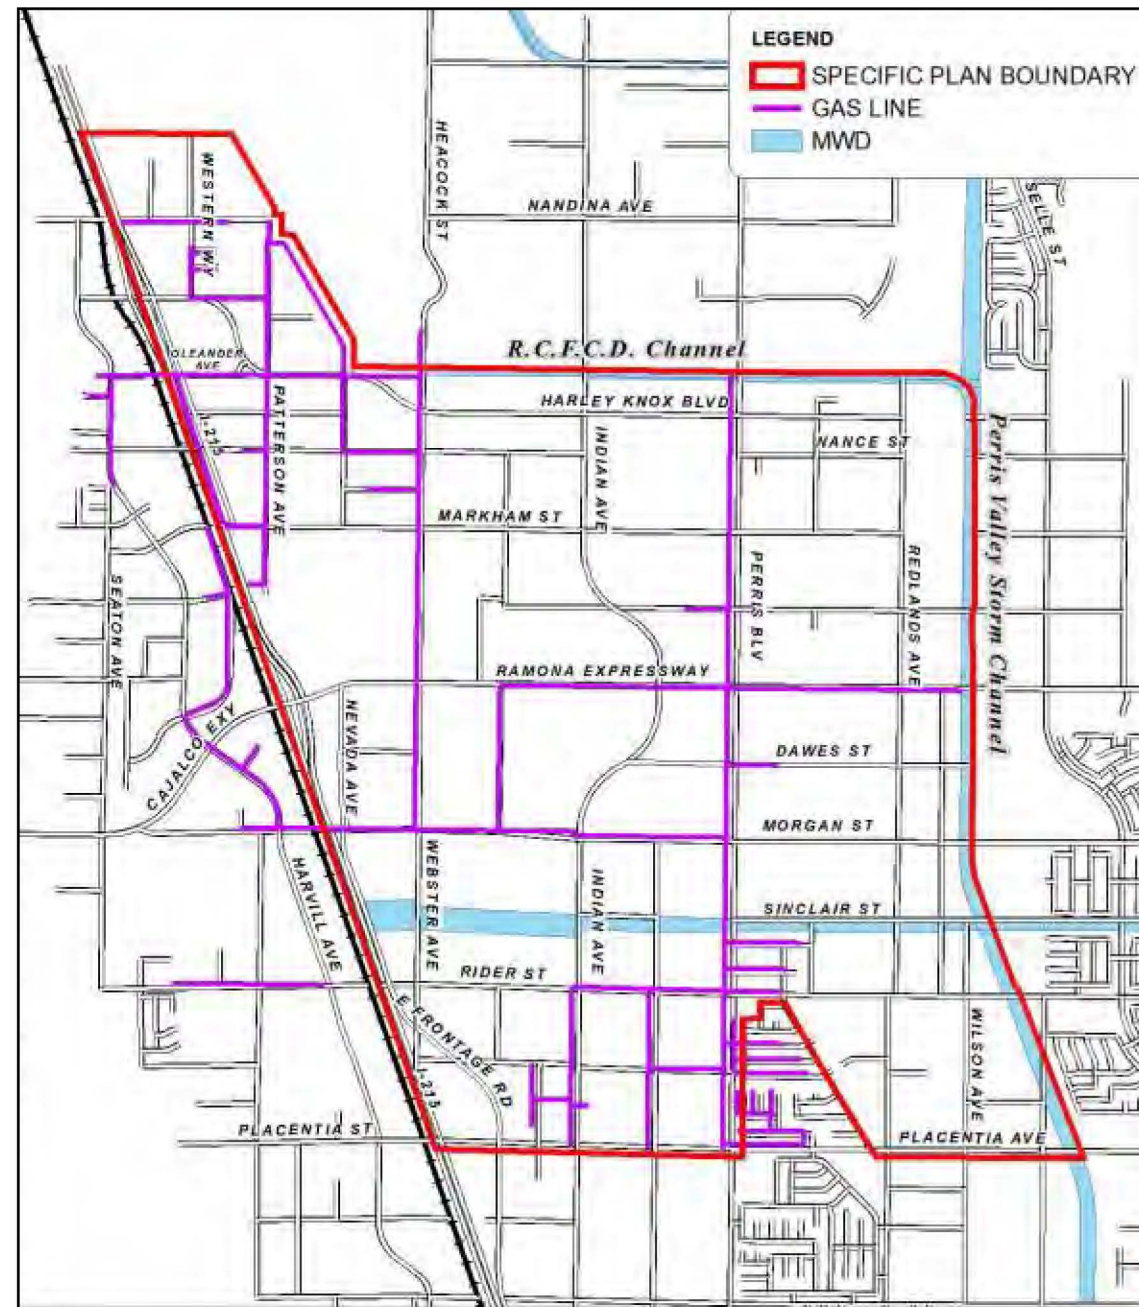 LEGEND
SPECIFIC PLAN BOUNDARY
GAS LINE
MWD
HEACOCK ST
WESTERN WY
NANDINA AVE
SELLE ST
R.C.F.C.D. Channel
OLEANDER
AVE
HARLEY KNOX BLVD
PATTERSON AVE
I-215
INDIAN AVE
NANCE ST
Perris Valley Storm Channel
MARKHAM ST
SEATON AVE
PERRIS BLV
REDLANDS AVE
RAMONA EXPRESSWAY
NEVADA AVE
CAJALCO EXY
DAWES ST
MORGAN ST
HARVILL AVE
WEBSTER AVE
INDIAN AVE
SINCLAIR ST
RIDER ST
E FRONTAGE RD
WILSON AVE
I-215
PLACENTIA ST
PLACENTIA AVE